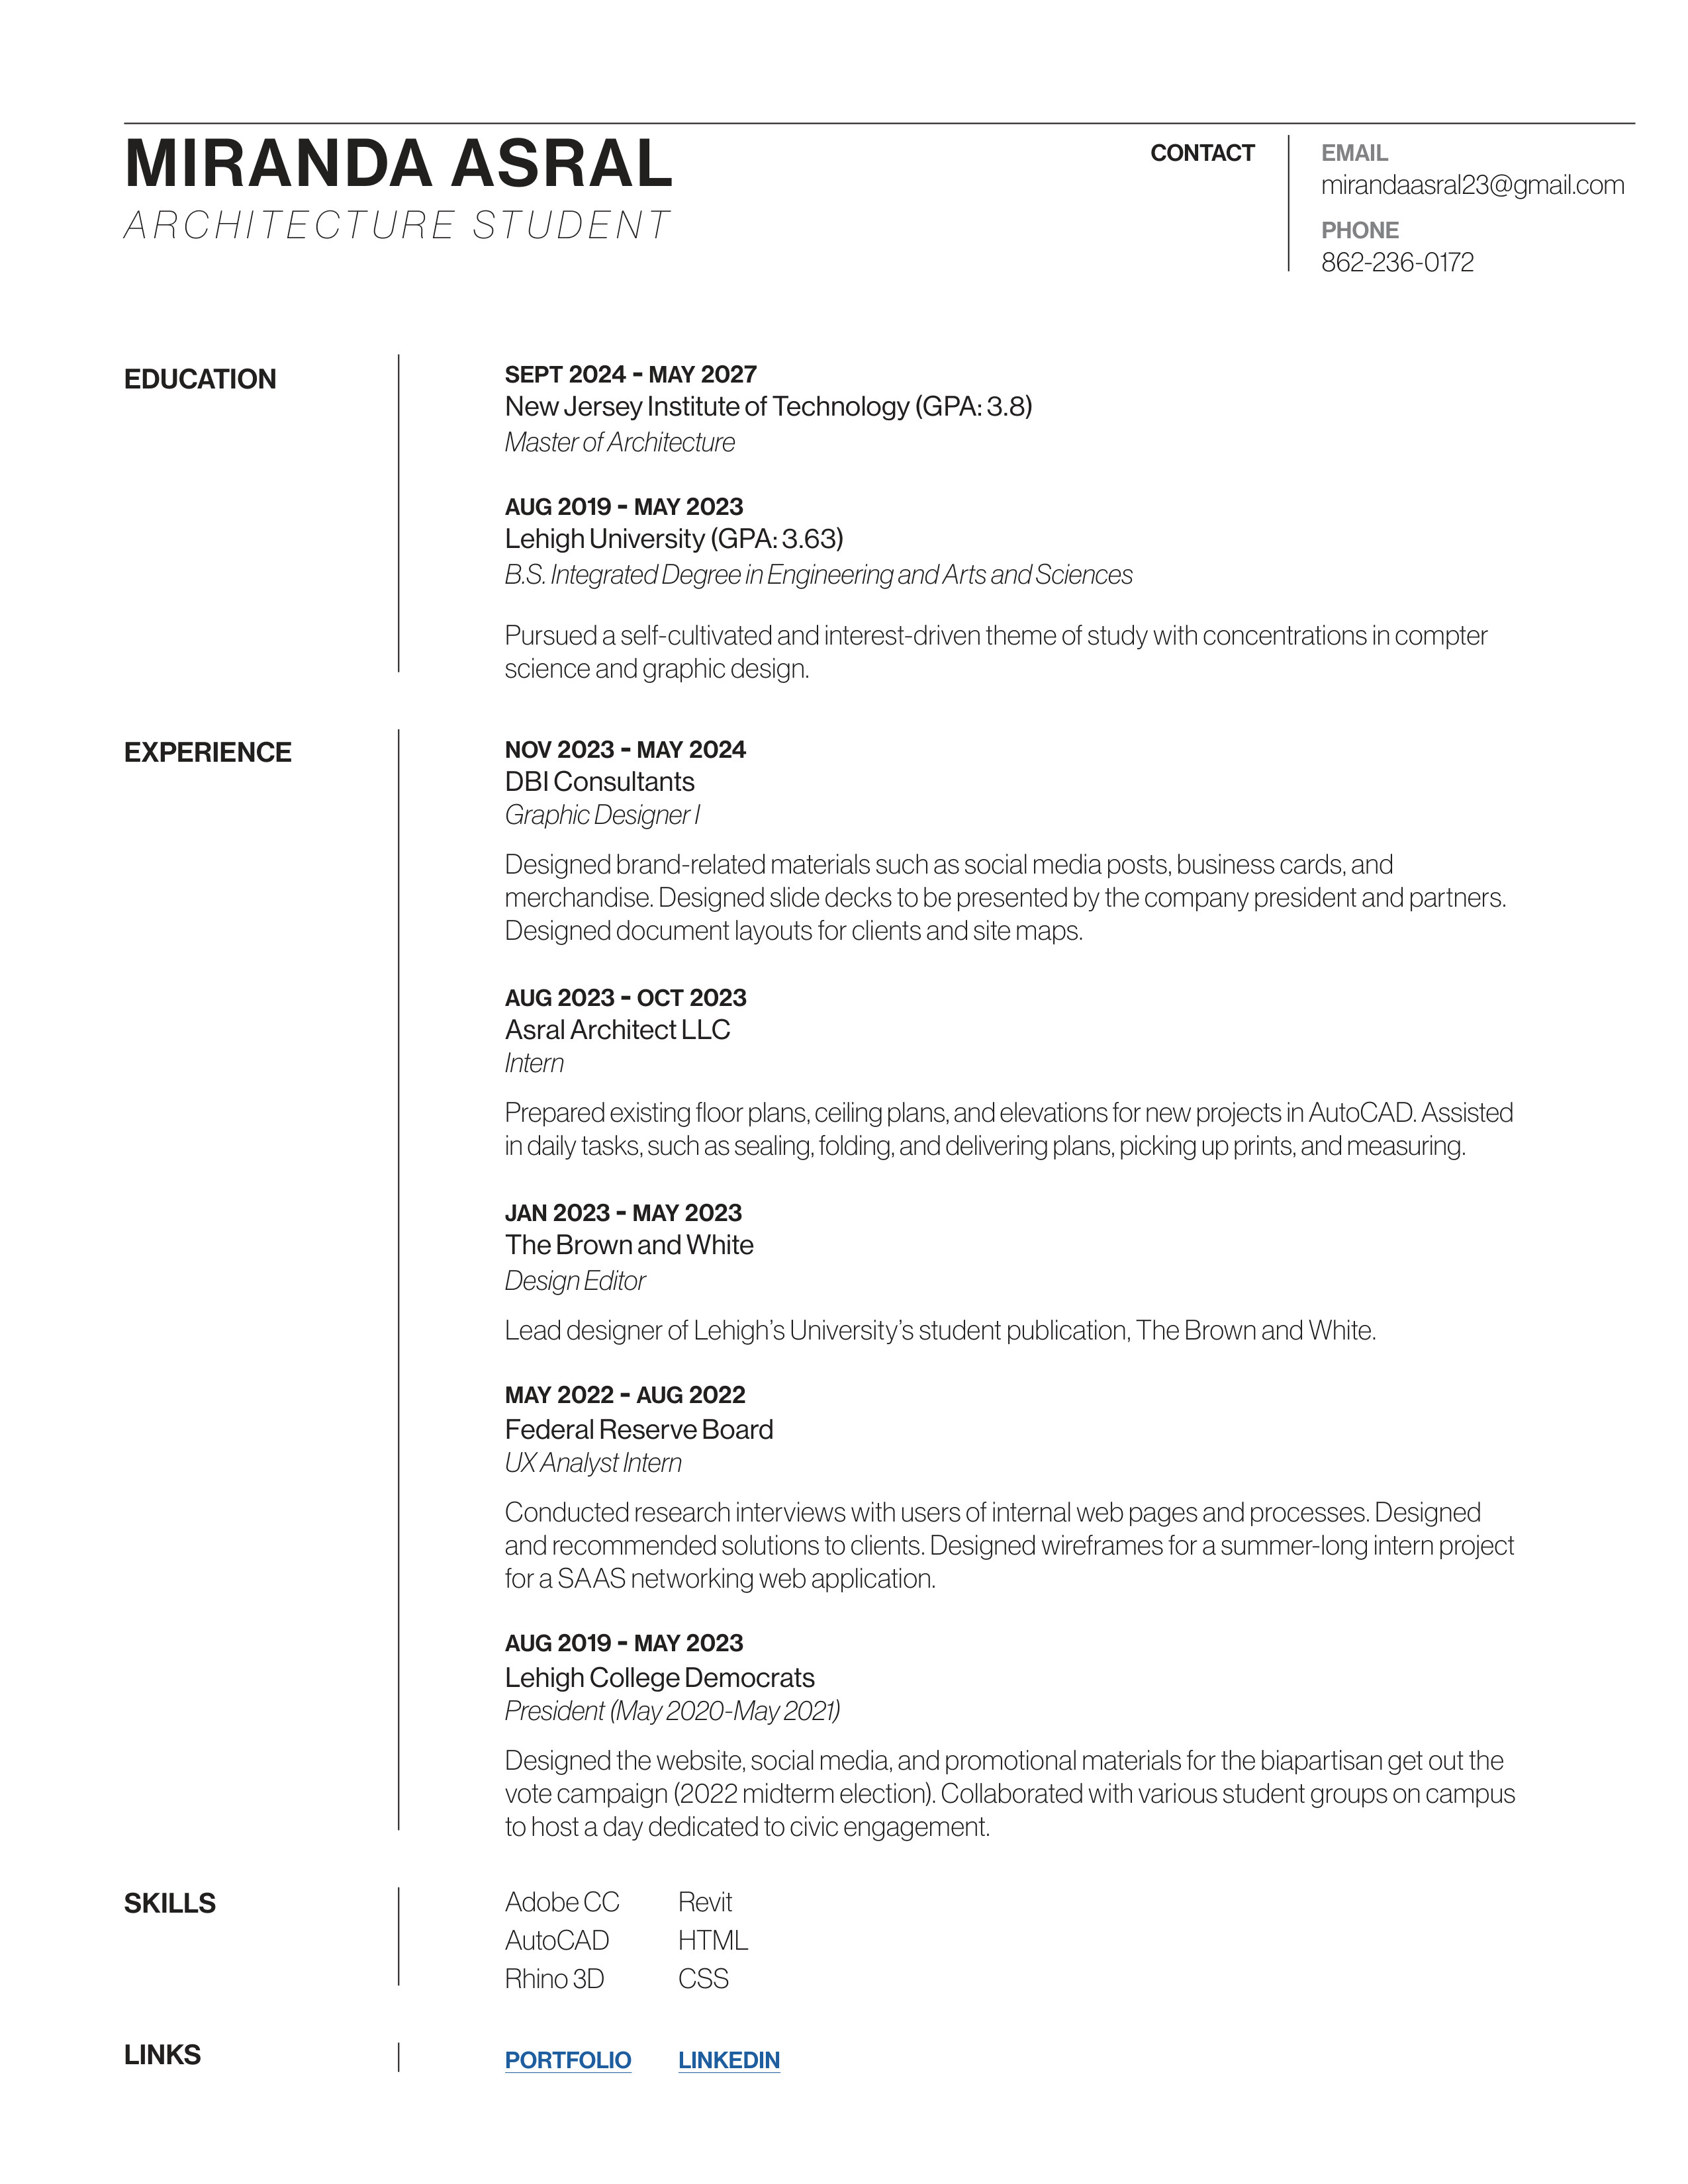 MIRANDA ASRAL
ARCHITECTURE STUDENT
CONTACT
EMAIL
mirandaasral23@gmail.com
PHONE
862-236-0172
EDUCATION
SEPT 2024 - MAY 2027
New Jersey Institute of Technology (GPA: 3.8)
Master of Architecture
AUG 2019 - MAY 2023
Lehigh University (GPA: 3.63)
B.S. Integrated Degree in Engineering and Arts and Sciences
Pursued a self-cultivated and interest-driven theme of study with concentrations in compter
science and graphic design.
EXPERIENCE
NOV 2023 - MAY 2024
DBI Consultants
Graphic Designer I
Designed brand-related materials such as social media posts, business cards, and
merchandise. Designed slide decks to be presented by the company president and partners.
Designed document layouts for clients and site maps.
AUG 2023 - OCT 2023
Asral Architect LLC
Intern
Prepared existing floor plans, ceiling plans, and elevations for new projects in AutoCAD. Assisted
in daily tasks, such as sealing, folding, and delivering plans, picking up prints, and measuring.
JAN 2023 - MAY 2023
The Brown and White
Design Editor
Lead designer of Lehigh’s University’s student publication, The Brown and White.
MAY 2022 - AUG 2022
Federal Reserve Board
UX Analyst Intern
Conducted research interviews with users of internal web pages and processes. Designed
and recommended solutions to clients. Designed wireframes for a summer-long intern project
for a SAAS networking web application.
AUG 2019 - MAY 2023
Lehigh College Democrats
President (May 2020-May 2021)
Designed the website, social media, and promotional materials for the biapartisan get out the
vote campaign (2022 midterm election). Collaborated with various student groups on campus
to host a day dedicated to civic engagement.
SKILLS
Adobe CC Revit
AutoCAD HTML
Rhino 3D CSS
LINKS
PORTFOLIO LINKEDIN